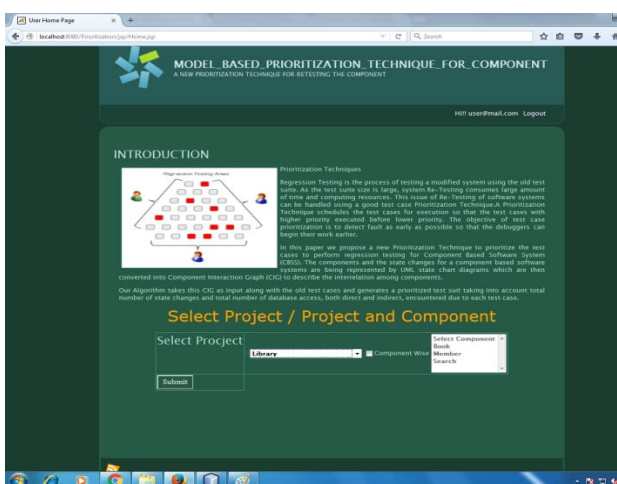 User Home Page
localhost:8080/Prioritization/jsp/Home.jsp
Search
MODEL_BASED_PRIORITIZATION_TECHNIQUE_FOR_COMPONENT
A NEW PRIORITIZATION TECHNIQUE FOR RETESTING THE COMPONENT
Hi!! user@mail.com Logout
INTRODUCTION
Regression Testing Areas
Prioritization Techniques
Regression Testing is the process of testing a modified system using the old test
suite. As the test suite size is large, system Re-Testing consumes large amount
of time and computing resources. This issue of Re-Testing of software systems
can be handled using a good test case Prioritization Technique.A Prioritization
Technique schedules the test cases for execution so that the test cases with
higher priority executed before lower priority. The objective of test case
prioritization is to detect fault as early as possible so that the debuggers can
begin their work earlier.
In this paper we propose a new Prioritization Technique to prioritize the test
cases to perform regression testing for Component Based Software System
(CBSS). The components and the state changes for a component based software
systems are being represented by UML state chart diagrams which are then
converted into Component Interaction Graph (CIG) to describe the interrelation among components.
Our Algorithm takes this CIG as input along with the old test cases and generates a prioritized test suit taking into account total
number of state changes and total number of database access, both direct and indirect, encountered due to each test case.
Select Project / Project and Component
Select Procject
Library
Component Wise
Select Component
Book
Member
Search
Submit